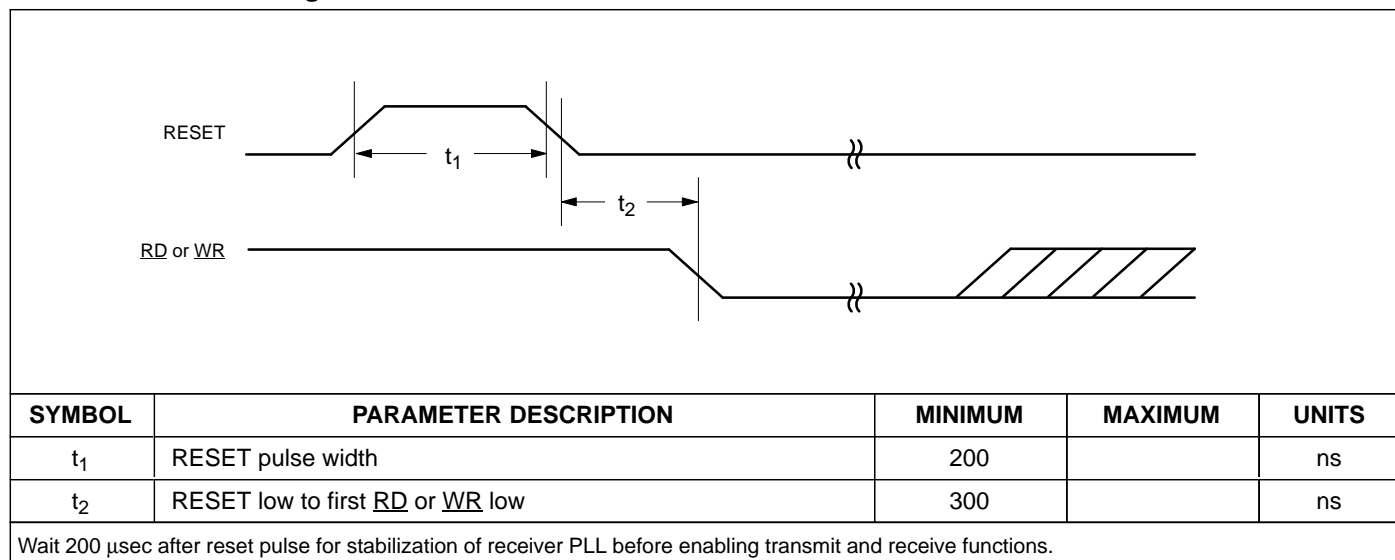 RESET
t1
t2
RD or WR
SYMBOL PARAMETER DESCRIPTION MINIMUM MAXIMUM UNITS
t1 RESET pulse width 200 ns
t2 RESET low to first RD or WR low 300 ns
Wait 200 μsec after reset pulse for stabilization of receiver PLL before enabling transmit and receive functions.